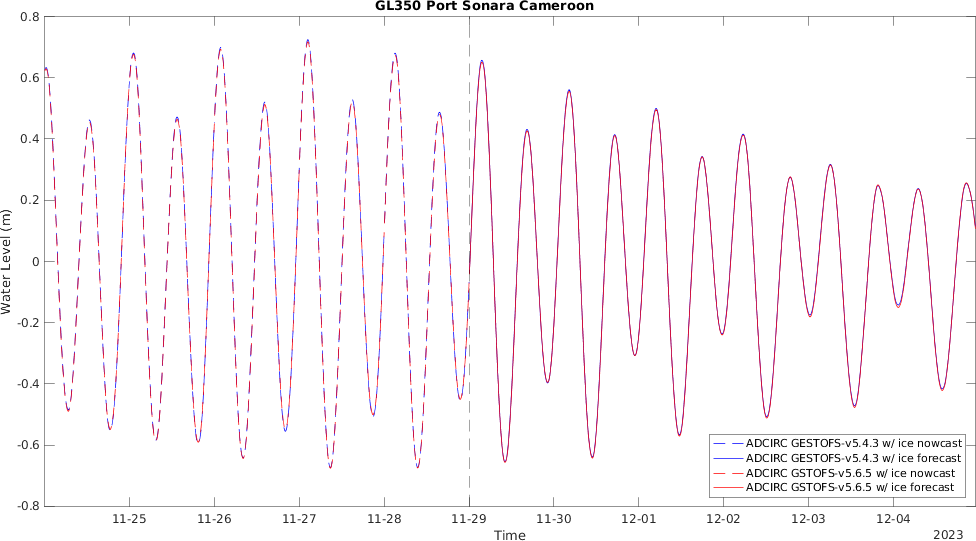 GL350 Port Sonara Cameroon
0.8
0.6
0.4
0.2
0
-0.2
-0.4
-0.6
-0.8
Water Level (m)
ADCIRC GESTOFS-v5.4.3 w/ ice nowcast
ADCIRC GESTOFS-v5.4.3 w/ ice forecast
ADCIRC GSTOFS-v5.6.5 w/ ice nowcast
ADCIRC GSTOFS-v5.6.5 w/ ice forecast
11-25 11-26 11-27 11-28 11-29 11-30 12-01 12-02 12-03 12-04
Time
2023